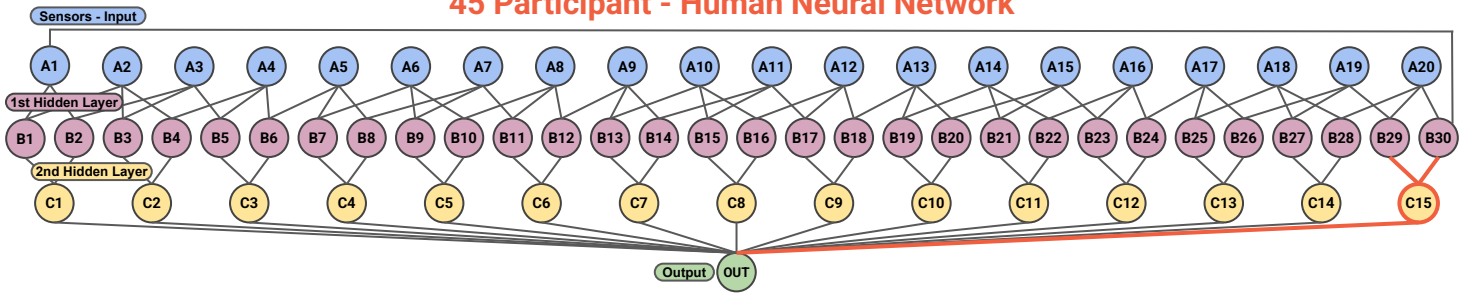 45 Participant - Human Neural Network
Sensors - Input
A1 A2 A3 A4 A5 A6 A7 A8 A9 A10 A11 A12 A13 A14 A15 A16 A17 A18 A19 A20
1st Hidden Layer
B1 B2 B3 B4 B5 B6 B7 B8 B9 B10 B11 B12 B13 B14 B15 B16 B17 B18 B19 B20 B21 B22 B23 B24 B25 B26 B27 B28 B29 B30
2nd Hidden Layer
C1 C2 C3 C4 C5 C6 C7 C8 C9 C10 C11 C12 C13 C14 C15
Output OUT